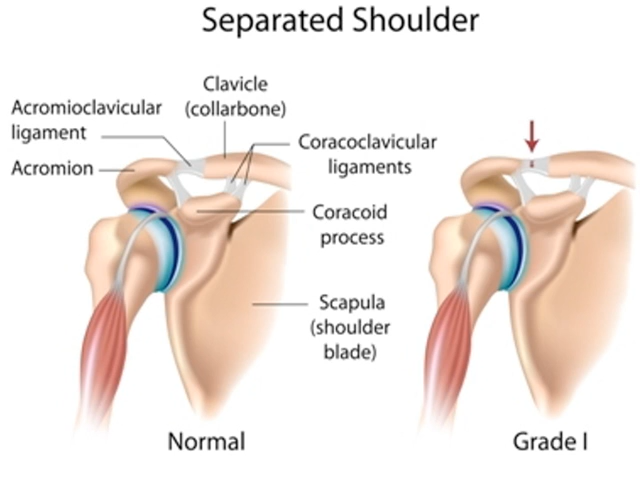 Separated Shoulder
Clavicle
(collarbone)
Acromioclavicular
ligament
Acromion
Coracoclavicular
ligaments
Coracoid
process
Scapula
(shoulder
blade)
Normal
Grade I